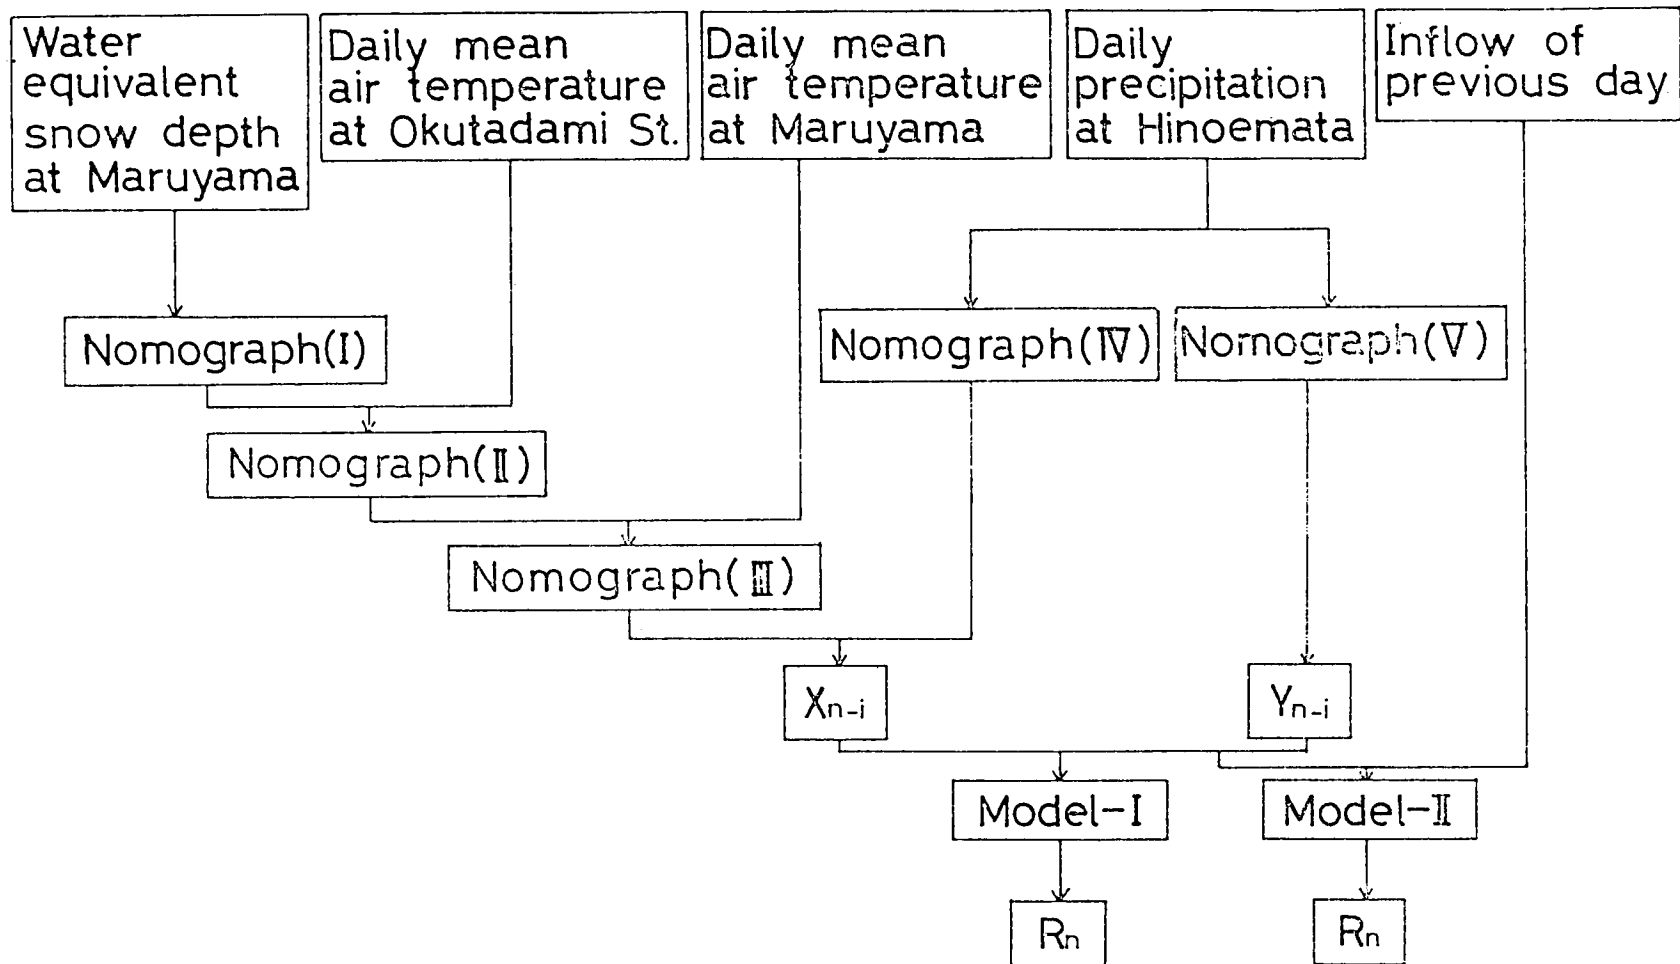 Water
equivalent
snow depth
at Maruyama
Daily mean
air temperature
at Okutadami St.
Daily mean
air temperature
at Maruyama
Daily
precipitation
at Hinoemata
Inflow of
previous day
Nomograph(I)
Nomograph(IV)
Nomograph(V)
Nomograph(II)
Nomograph(III)
Xn-i
Yn-i
Model-I
Model-II
Rn
Rn